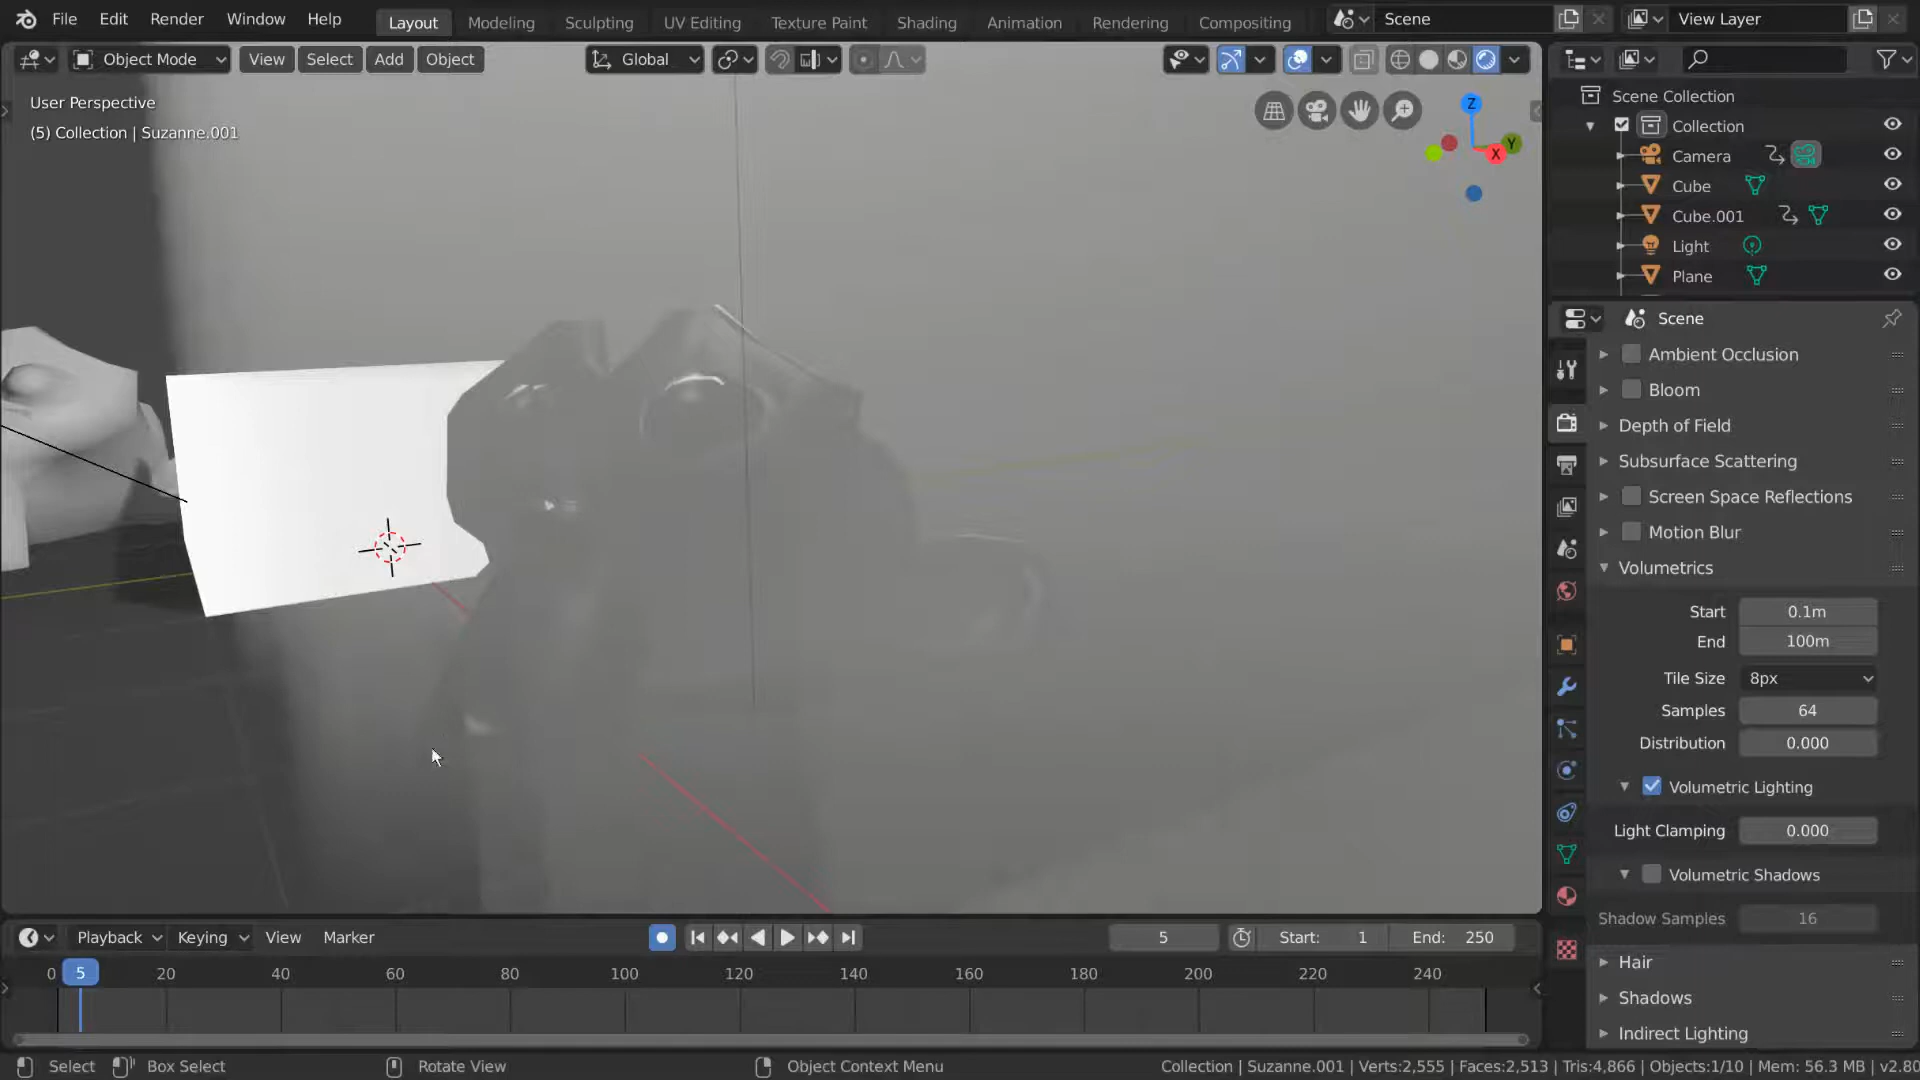 File Edit Render Window Help Layout Modeling Sculpting UV Editing Texture Paint Shading Animation Rendering Compositing Scene View Layer
Object Mode View Select Add Object Global
User Perspective
(5) Collection | Suzanne.001
Z
Y
X
Scene Collection
Collection
Camera
Cube
Cube.001
Light
Plane
Scene
Ambient Occlusion
Bloom
Depth of Field
Subsurface Scattering
Screen Space Reflections
Motion Blur
Volumetrics
Start 0.1m
End 100m
Tile Size 8px
Samples 64
Distribution 0.000
Volumetric Lighting
Light Clamping 0.000
Volumetric Shadows
Shadow Samples 16
Hair
Shadows
Indirect Lighting
Playback Keying View Marker 5 Start: 1 End: 250
0 5 20 40 60 80 100 120 140 160 180 200 220 240
Select Box Select Rotate View Object Context Menu Collection | Suzanne.001 | Verts:2,555 | Faces:2,513 | Tris:4,866 | Objects:1/10 | Mem: 56.3 MB | v2.80